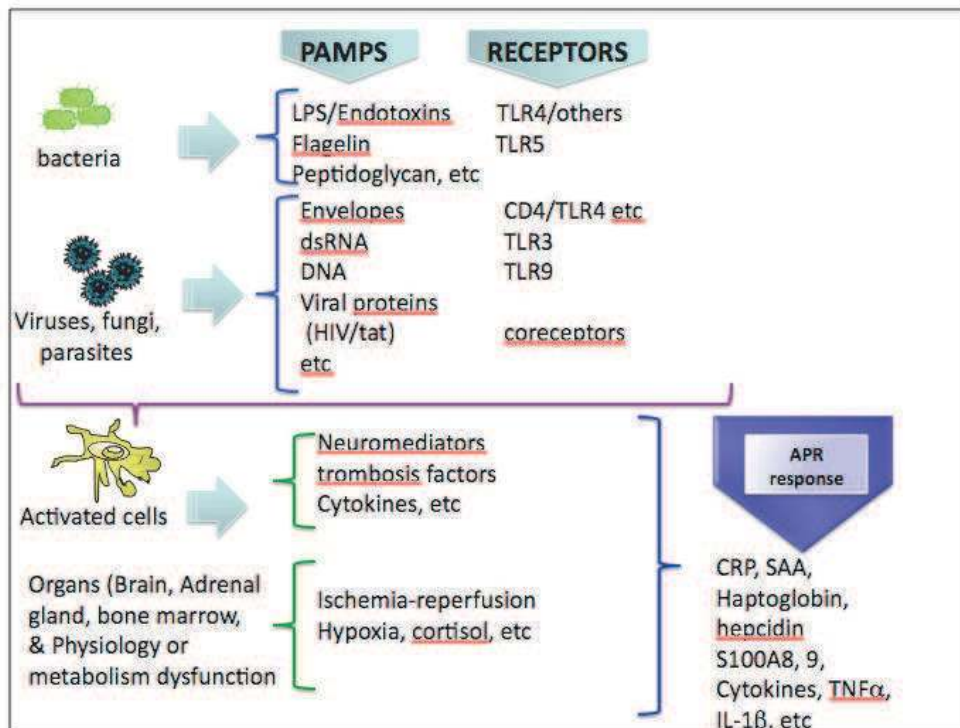 PAMPS RECEPTORS
bacteria
LPS/Endotoxins TLR4/others
Flagelin TLR5
Peptidoglycan, etc
Viruses, fungi,
parasites
Envelopes CD4/TLR4 etc
dsRNA TLR3
DNA TLR9
Viral proteins
(HIV/tat) coreceptors
etc
Activated cells
Neuromediators
trombosis factors
Cytokines, etc
Organs (Brain, Adrenal
gland, bone marrow,
& Physiology or
metabolism dysfunction
Ischemia-reperfusion
Hypoxia, cortisol, etc
APR
response
CRP, SAA,
Haptoglobin,
hepcidin
S100A8, 9,
Cytokines, TNFα,
IL-1β, etc